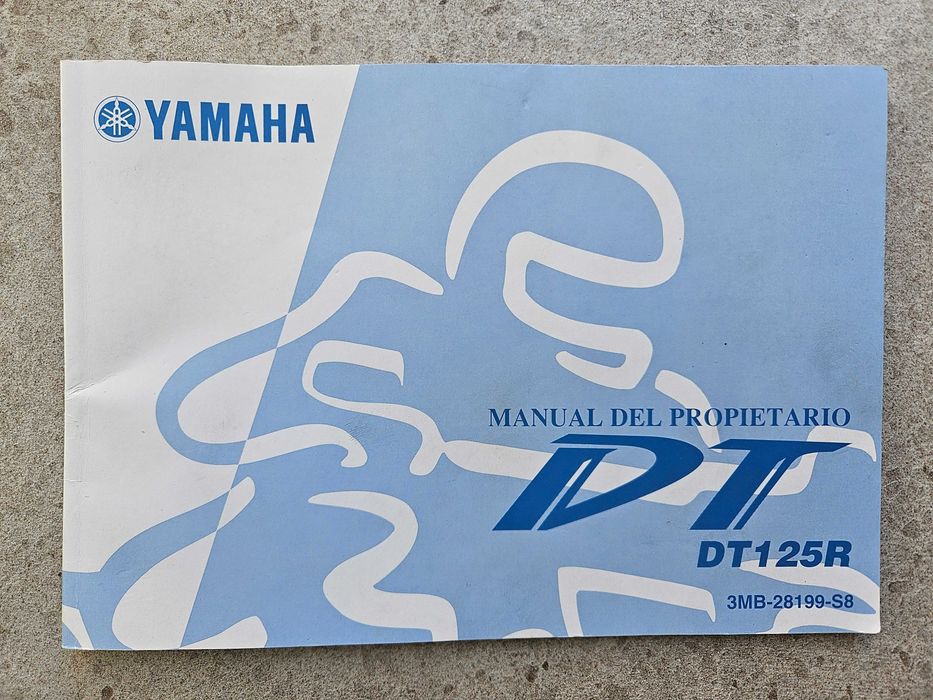 YAMAHA
MANUAL DEL PROPIETARIO
DT
DT125R
3MB-28199-S8